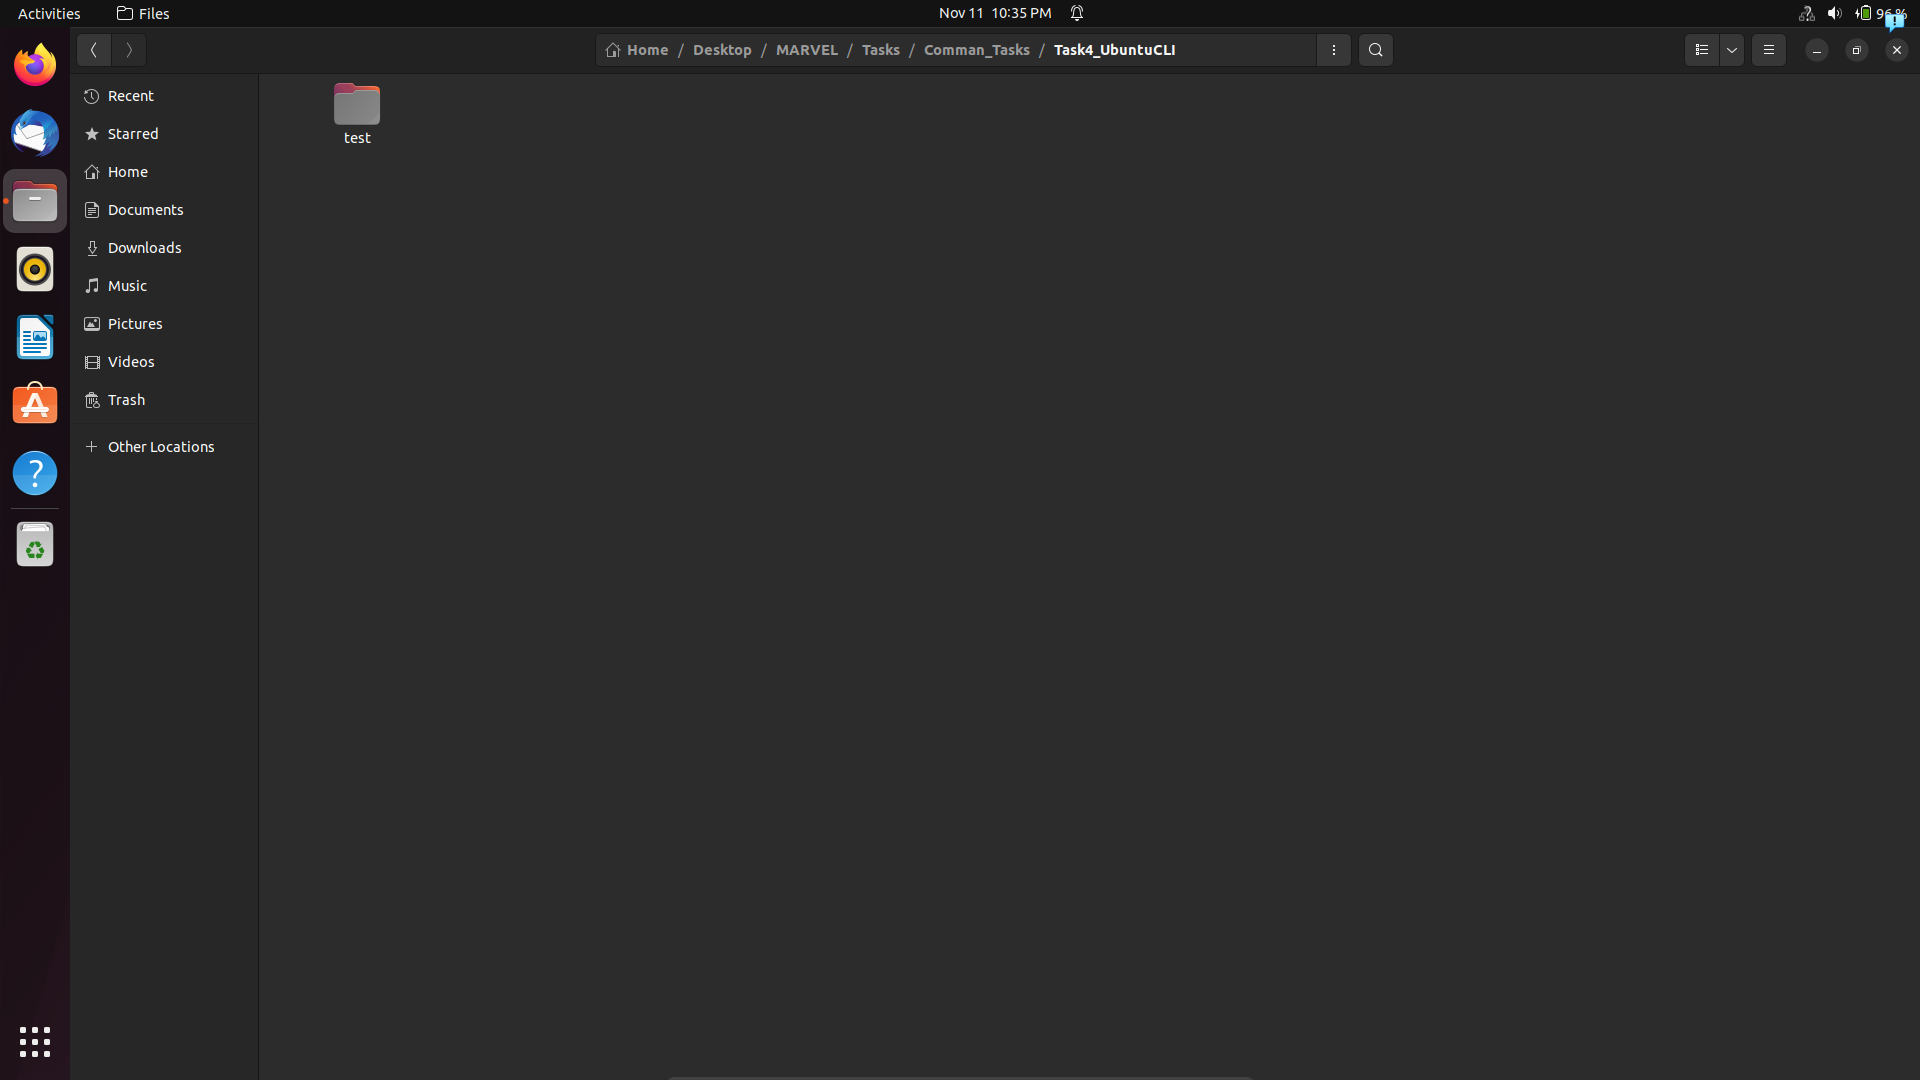 Activities Files Nov 11 10:35 PM
Home / Desktop / MARVEL / Tasks / Comman_Tasks / Task4_UbuntuCLI
Recent
Starred
Home
Documents
Downloads
Music
Pictures
Videos
Trash
Other Locations
test